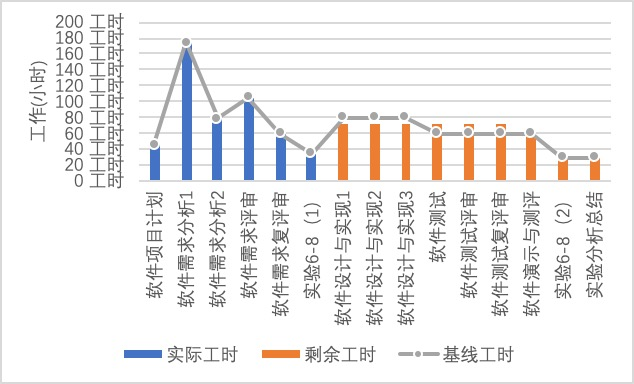 200 工时
180 工时
160 工时
140 工时
120 工时
100 工时
80 工时
60 工时
40 工时
20 工时
0 工时
工作(小时)
软件项目计划
软件需求分析1
软件需求分析2
软件需求评审
软件需求复评审
实验6-8（1）
软件设计与实现1
软件设计与实现2
软件设计与实现3
软件测试
软件测试评审
软件测试复评审
软件演示与测评
实验6-8（2）
实验分析总结
实际工时
剩余工时
基线工时